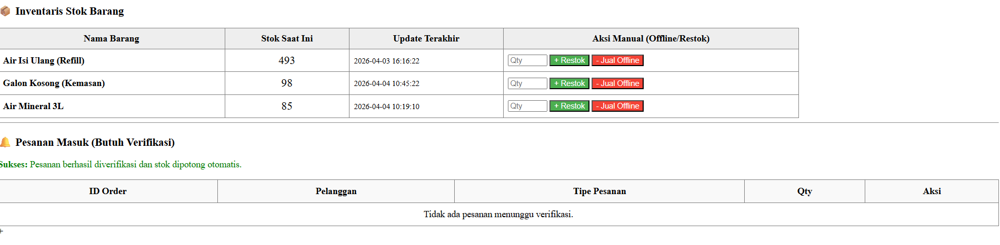 📦 Inventaris Stok Barang
Nama Barang Stok Saat Ini Update Terakhir Aksi Manual (Offline/Restok)
Air Isi Ulang (Refill) 493 2026-04-03 16:16:22 Qty + Restok - Jual Offline
Galon Kosong (Kemasan) 98 2026-04-04 10:45:22 Qty + Restok - Jual Offline
Air Mineral 3L 85 2026-04-04 10:19:10 Qty + Restok - Jual Offline
🔔 Pesanan Masuk (Butuh Verifikasi)
Sukses: Pesanan berhasil diverifikasi dan stok dipotong otomatis.
ID Order Pelanggan Tipe Pesanan Qty Aksi
Tidak ada pesanan menunggu verifikasi.
+